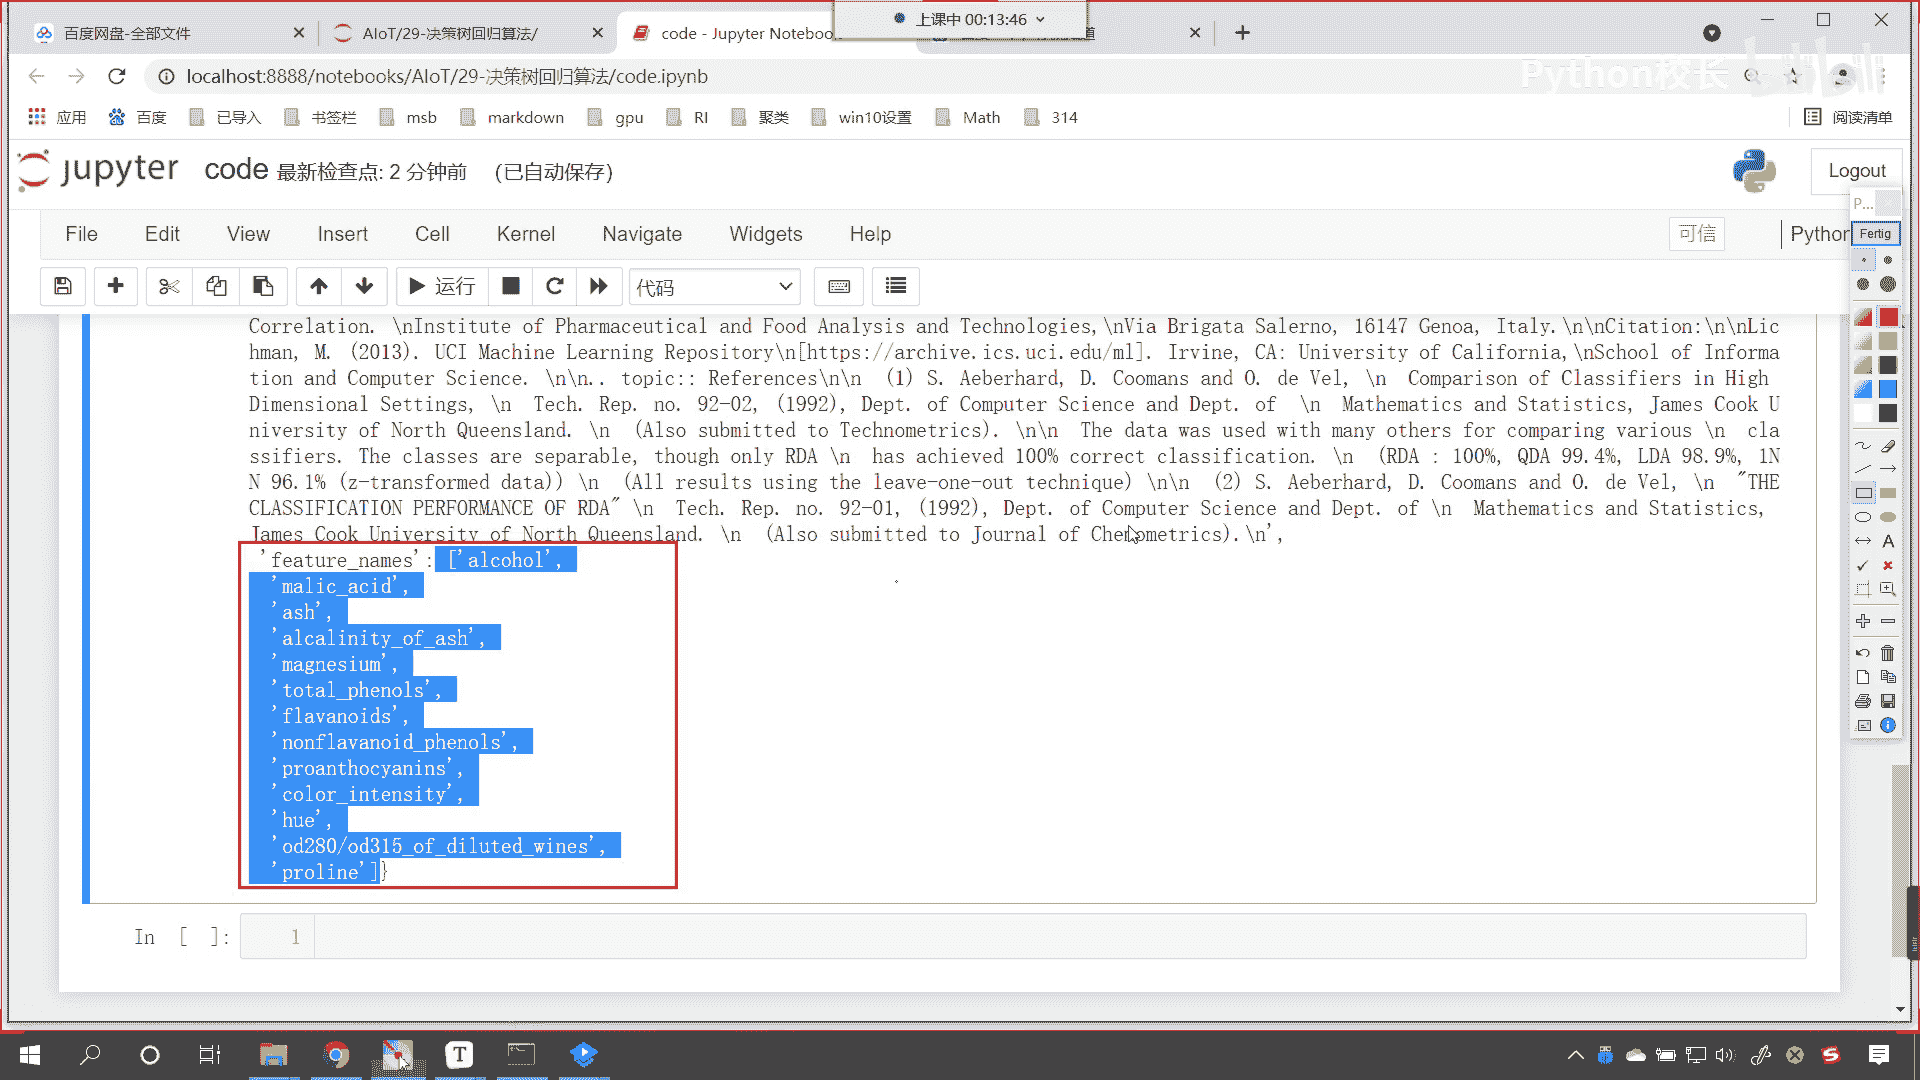 上课中 00:13:46
百度网盘-全部文件
AIoT/29-决策树回归算法/
code - Jupyter Noteboo
道
localhost:8888/notebooks/AIoT/29-决策树回归算法/code.ipynb
Python校长 bilibili
应用 百度 已导入 书签栏 msb markdown gpu RI 聚类 win10设置 Math 314 阅读清单
jupyter code 最新检查点: 2 分钟前 (已自动保存) Logout
P...
File Edit View Insert Cell Kernel Navigate Widgets Help 可信 Python
Fertig
运行 代码
Correlation. \nInstitute of Pharmaceutical and Food Analysis and Technologies,\nVia Brigata Salerno, 16147 Genoa, Italy.\n\nCitation:\n\nLic
hman, M. (2013). UCI Machine Learning Repository\n[https://archive.ics.uci.edu/ml]. Irvine, CA: University of California,\nSchool of Informa
tion and Computer Science. \n\n.. topic:: References\n\n  (1) S. Aeberhard, D. Coomans and O. de Vel, \n  Comparison of Classifiers in High
Dimensional Settings, \n  Tech. Rep. no. 92-02, (1992), Dept. of Computer Science and Dept. of  \n  Mathematics and Statistics, James Cook U
niversity of North Queensland. \n  (Also submitted to Technometrics). \n\n  The data was used with many others for comparing various \n  cla
ssifiers. The classes are separable, though only RDA \n  has achieved 100% correct classification. \n  (RDA : 100%, QDA 99.4%, LDA 98.9%, 1N
N 96.1% (z-transformed data)) \n  (All results using the leave-one-out technique) \n\n  (2) S. Aeberhard, D. Coomans and O. de Vel, \n  "THE
CLASSIFICATION PERFORMANCE OF RDA" \n  Tech. Rep. no. 92-01, (1992), Dept. of Computer Science and Dept. of \n  Mathematics and Statistics,
James Cook University of North Queensland. \n  (Also submitted to Journal of Chemometrics).\n',
'feature_names': ['alcohol',
'malic_acid',
'ash',
'alcalinity_of_ash',
'magnesium',
'total_phenols',
'flavanoids',
'nonflavanoid_phenols',
'proanthocyanins',
'color_intensity',
'hue',
'od280/od315_of_diluted_wines',
'proline']}
In [ ]: 1